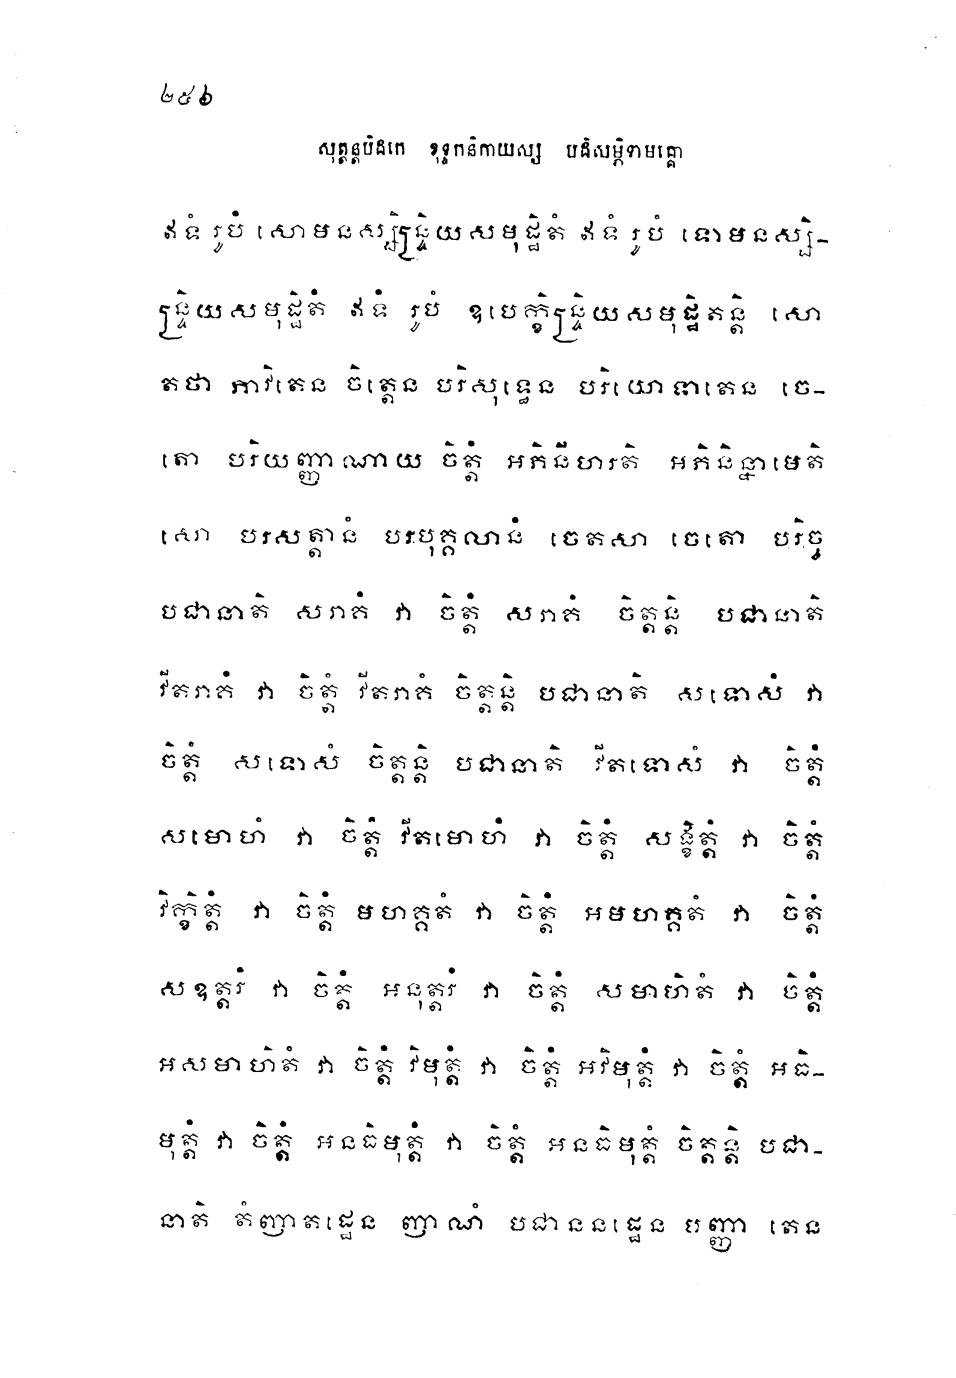 ២៥៦
សុត្តន្តបិដកេ ខុទ្ទកនិកាយស្ស បដិសម្ភិទាមគ្គោ
ឥទំ រូបំ សោមនស្សិន្ទ្រិយសមុដ្ឋិតំ ឥទំ រូបំ ទោមនស្សិ-
ន្ទ្រិយសមុដ្ឋិតំ ឥទំ រូបំ ឧបេក្ខិន្ទ្រិយសមុដ្ឋិតន្តិ សោ
តថា ភាវិតេន ចិត្តេន បរិសុទ្ធេន បរិយោទាតេន ចេ-
តោ បរិយញ្ញាណាយ ចិត្តំ អភិនីហរតិ អភិនិន្នាមេតិ
សោ បរសត្តានំ បរបុគ្គលានំ ចេតសា ចេតោ បរិច្ច
បជានាតិ សរាគំ វា ចិត្តំ សរាគំ ចិត្តន្តិ បជានាតិ
វីតរាគំ វា ចិត្តំ វីតរាគំ ចិត្តន្តិ បជានាតិ សទោសំ វា
ចិត្តំ សទោសំ ចិត្តន្តិ បជានាតិ វីតទោសំ វា ចិត្តំ
សមោហំ វា ចិត្តំ វីតមោហំ វា ចិត្តំ សង្ខិត្តំ វា ចិត្តំ
វិក្ខិត្តំ វា ចិត្តំ មហគ្គតំ វា ចិត្តំ អមហគ្គតំ វា ចិត្តំ
សឧត្តរំ វា ចិត្តំ អនុត្តរំ វា ចិត្តំ សមាហិតំ វា ចិត្តំ
អសមាហិតំ វា ចិត្តំ វិមុត្តំ វា ចិត្តំ អវិមុត្តំ វា ចិត្តំ អធិ-
មុត្តំ វា ចិត្តំ អនធិមុត្តំ វា ចិត្តំ អនធិមុត្តំ ចិត្តន្តិ បជា-
នាតិ តំញាតដ្ឋេន ញាណំ បជាននដ្ឋេន បញ្ញា តេន